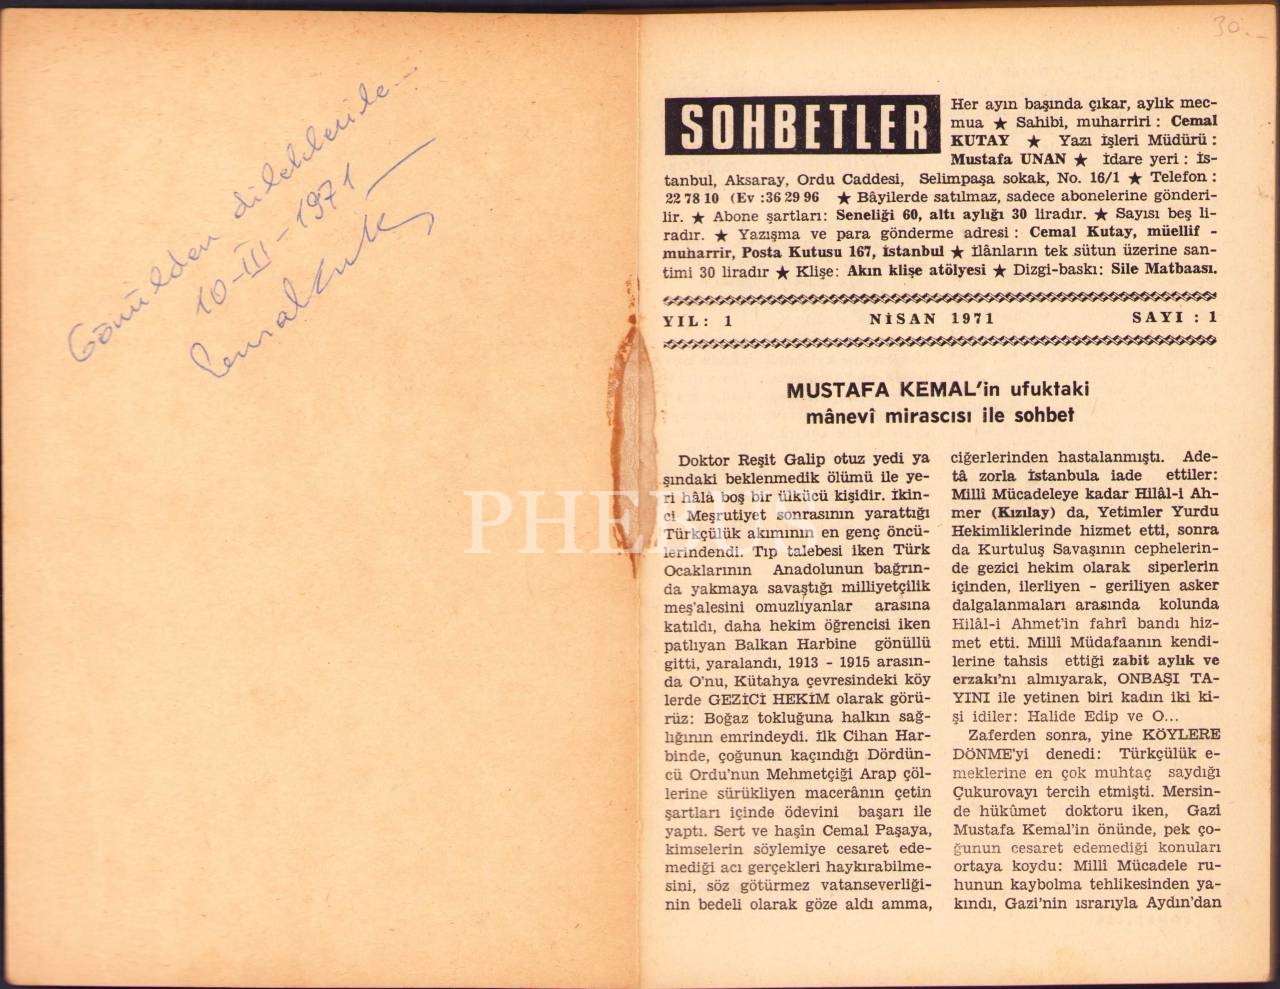 Gönülden dileklerile...
10-III-1971
Cemal Kutay
30.-
SOHBETLER
Her ayın başında çıkar, aylık mec-
mua ★ Sahibi, muharriri : Cemal
KUTAY ★ Yazı İşleri Müdürü :
Mustafa UNAN ★ İdare yeri : İs-
tanbul, Aksaray, Ordu Caddesi, Selimpaşa sokak, No. 16/1 ★ Telefon :
22 78 10 (Ev :36 29 96 ★ Bâyilerde satılmaz, sadece abonelerine gönderi-
lir. ★ Abone şartları: Seneliği 60, altı aylığı 30 liradır. ★ Sayısı beş li-
radır. ★ Yazışma ve para gönderme adresi : Cemal Kutay, müellif -
muharrir, Posta Kutusu 167, İstanbul ★ İlânların tek sütun üzerine san-
timi 30 liradır ★ Klişe: Akın klişe atölyesi ★ Dizgi-baskı: Sile Matbaası.
YIL: 1 NİSAN 1971 SAYI : 1
MUSTAFA KEMAL'in ufuktaki
mânevî mirascısı ile sohbet
Doktor Reşit Galip otuz yedi ya
şındaki beklenmedik ölümü ile ye-
ri hâlâ boş bir ülkücü kişidir. İkin-
ci Meşrutiyet sonrasının yarattığı
Türkçülük akımının en genç öncü-
lerindendi. Tıp talebesi iken Türk
Ocaklarının Anadolunun bağrın-
da yakmaya savaştığı milliyetçilik
meş'alesini omuzlıyanlar arasına
katıldı, daha hekim öğrencisi iken
patlıyan Balkan Harbine gönüllü
gitti, yaralandı, 1913 - 1915 arasın-
da O'nu, Kütahya çevresindeki köy
lerde GEZİCİ HEKİM olarak görü-
rüz: Boğaz tokluğuna halkın sağ-
lığının emrindeydi. İlk Cihan Har-
binde, çoğunun kaçındığı Dördün-
cü Ordu'nun Mehmetçiği Arap çöl-
lerine sürükliyen macerânın çetin
şartları içinde ödevini başarı ile
yaptı. Sert ve haşin Cemal Paşaya,
kimselerin söylemiye cesaret ede-
mediği acı gerçekleri haykırabilme-
sini, söz götürmez vatanseverliği-
nin bedeli olarak göze aldı amma,
ciğerlerinden hastalanmıştı. Ade-
tâ zorla İstanbula iade ettiler:
Millî Mücadeleye kadar Hilâl-i Ah-
mer (Kızılay) da, Yetimler Yurdu
Hekimliklerinde hizmet etti, sonra
da Kurtuluş Savaşının cephelerin-
de gezici hekim olarak siperlerin
içinden, ilerliyen - geriliyen asker
dalgalanmaları arasında kolunda
Hilâl-i Ahmet'in fahrî bandı hiz-
met etti. Millî Müdafaanın kendi-
lerine tahsis ettiği zabit aylık ve
erzakı'nı almıyarak, ONBAŞI TA-
YINI ile yetinen biri kadın iki ki-
şi idiler: Halide Edip ve O...
Zaferden sonra, yine KÖYLERE
DÖNME'yi denedi: Türkçülük e-
meklerine en çok muhtaç saydığı
Çukurovayı tercih etmişti. Mersin-
de hükûmet doktoru iken, Gazi
Mustafa Kemal'in önünde, pek ço-
ğunun cesaret edemediği konuları
ortaya koydu: Millî Mücadele ru-
hunun kaybolma tehlikesinden ya-
kındı, Gazi'nin ısrarıyla Aydın'dan
PHEBUS